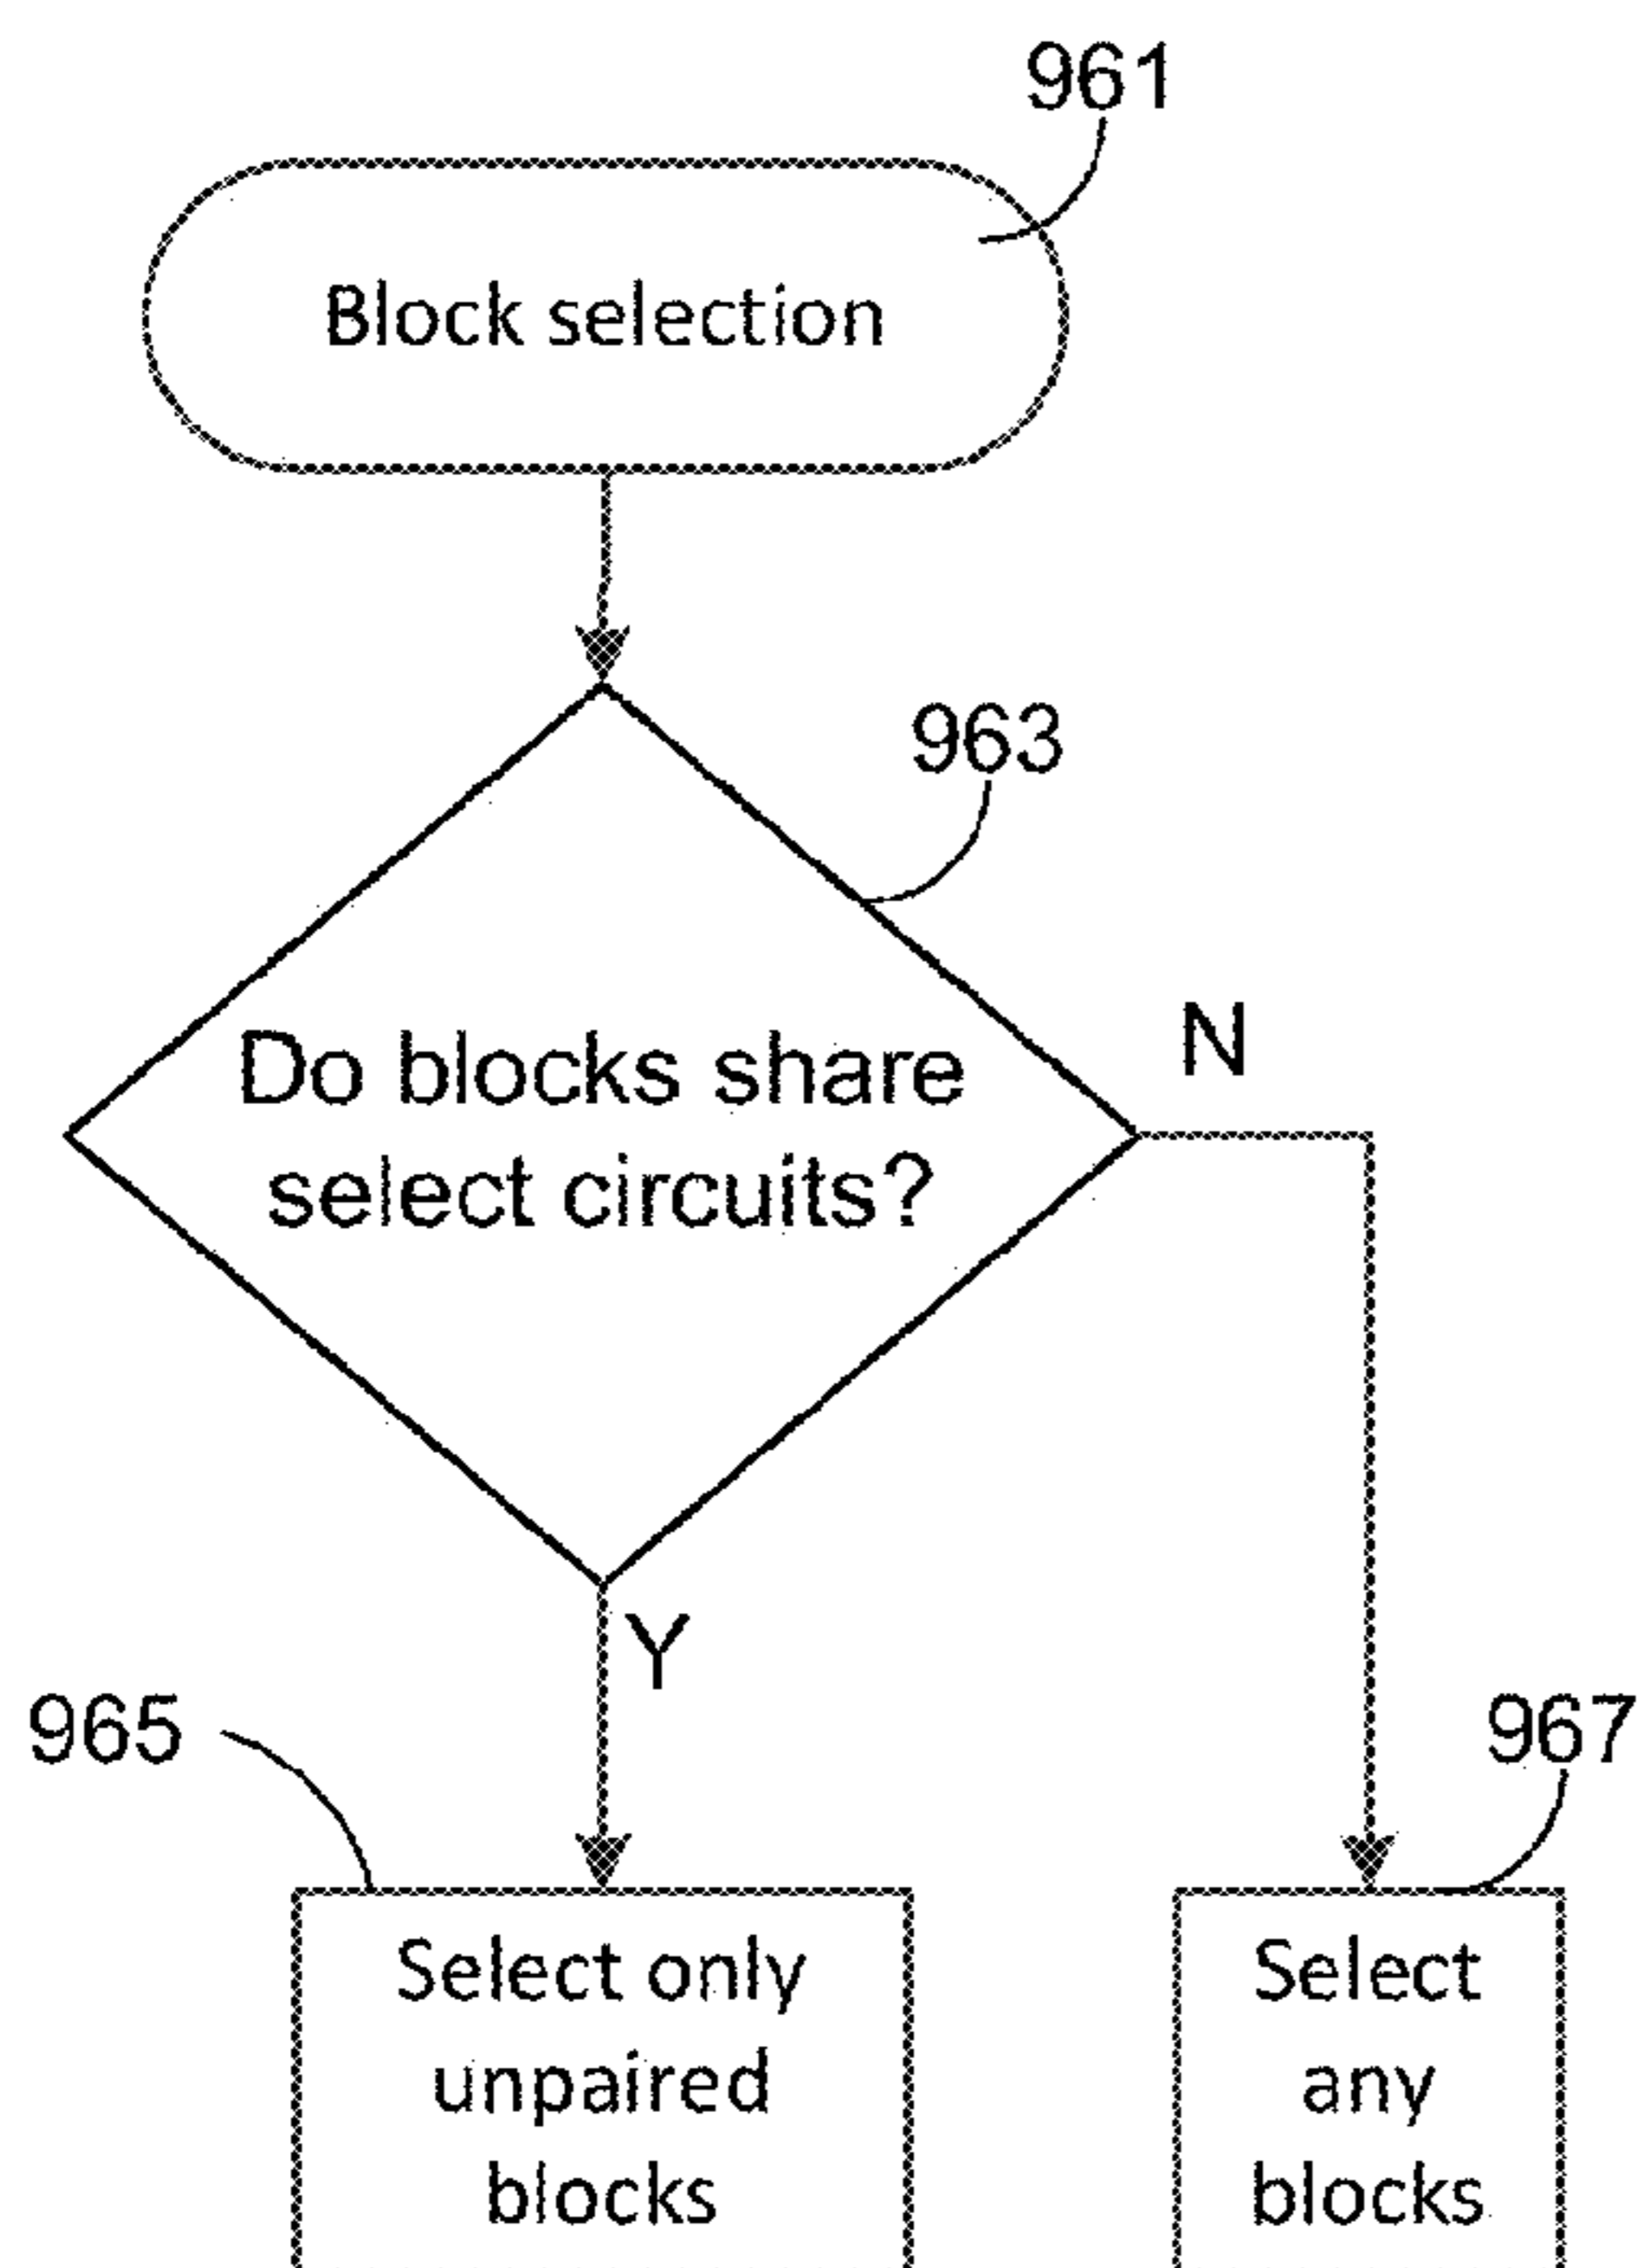 961
Block selection
963
Do blocks share
select circuits?
N
Y
965
967
Select only
unpaired
blocks
Select
any
blocks